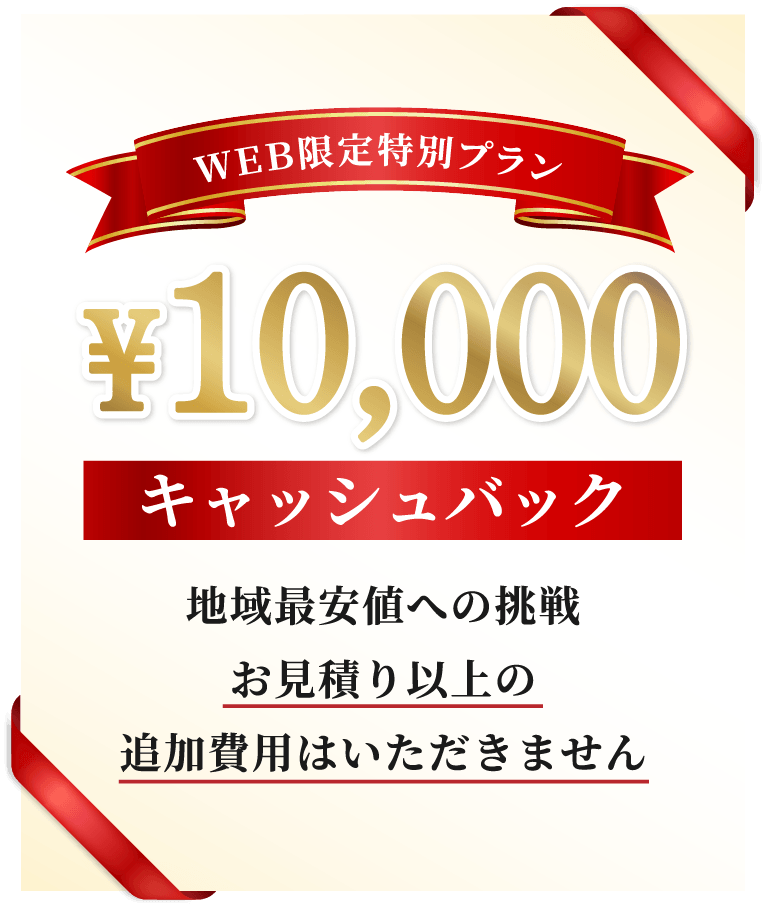 WEB限定特別プラン
¥10,000
キャッシュバック
地域最安値への挑戦
お見積り以上の
追加費用はいただきません